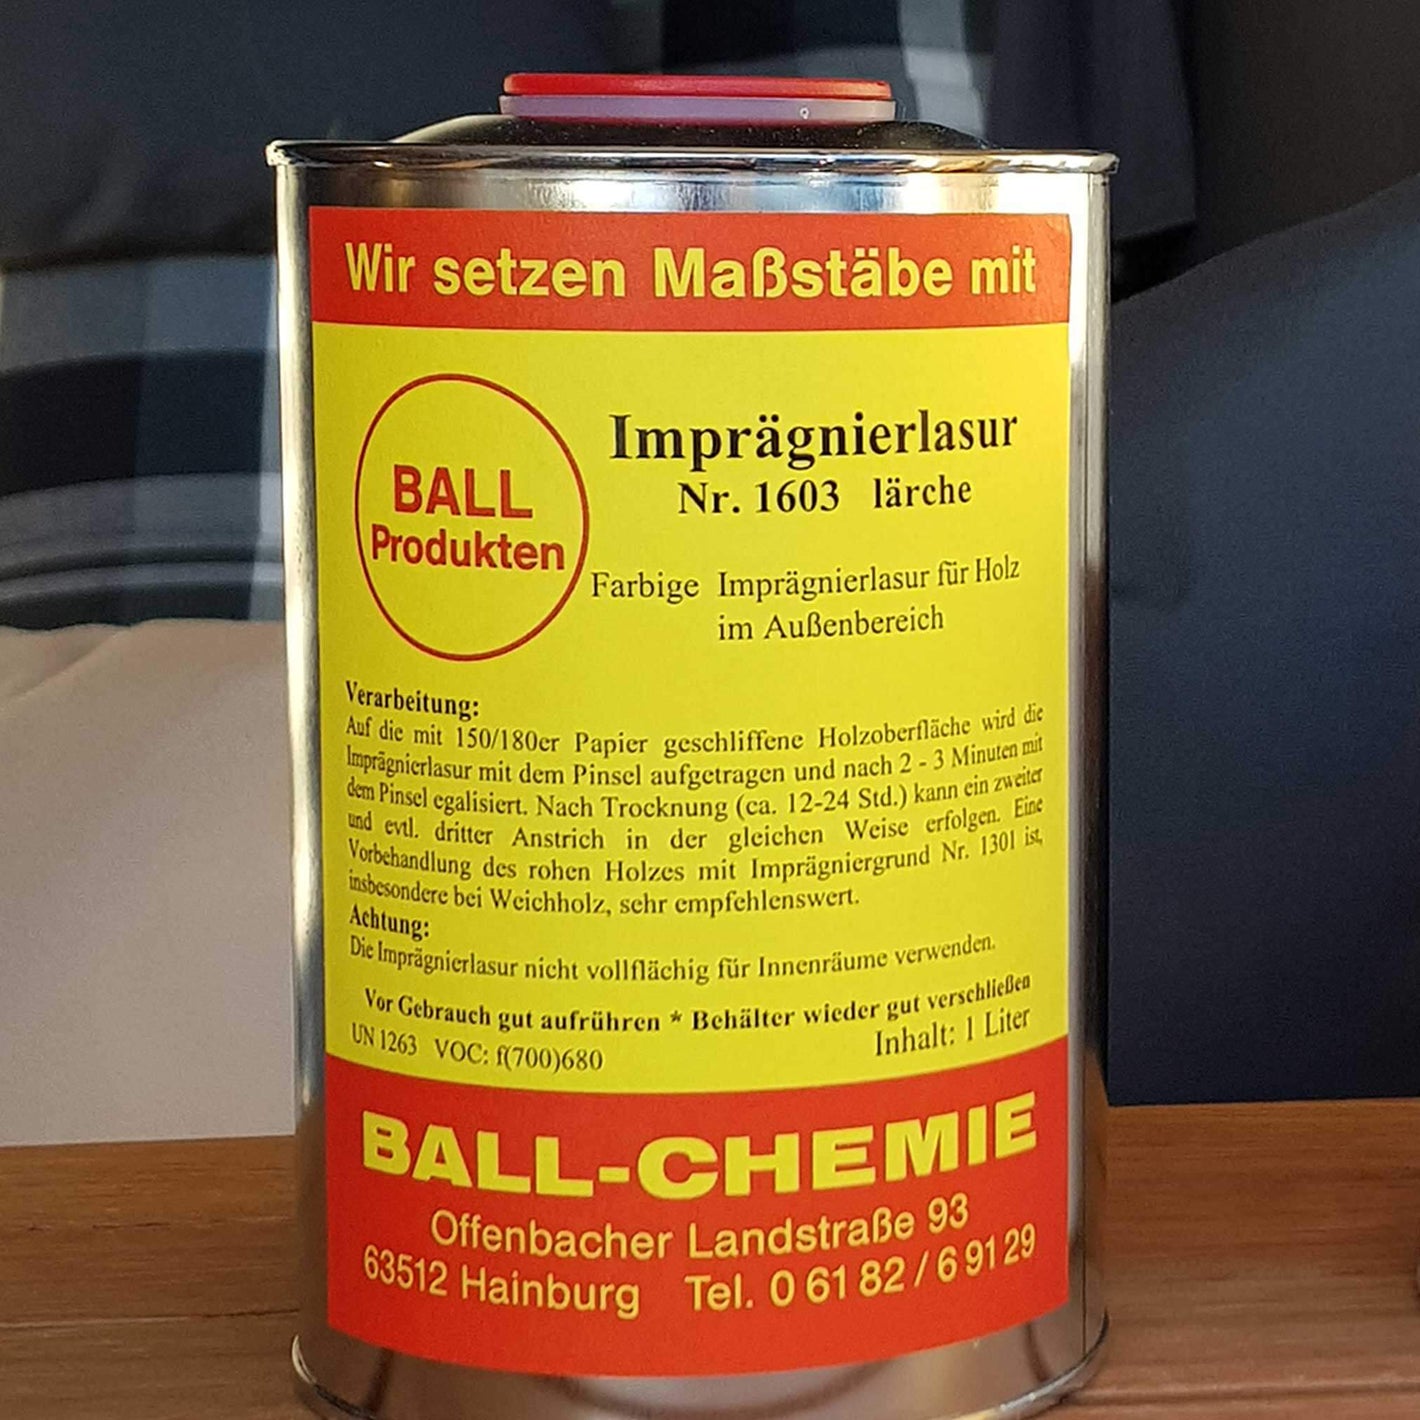 Wir setzen Maßstäbe mit
BALL
Produkten
Imprägnierlasur
Nr. 1603 lärche
Farbige Imprägnierlasur für Holz
im Außenbereich
Verarbeitung:
Auf die mit 150/180er Papier geschliffene Holzoberfläche wird die
Imprägnierlasur mit dem Pinsel aufgetragen und nach 2 - 3 Minuten mit
dem Pinsel egalisiert. Nach Trocknung (ca. 12-24 Std.) kann ein zweiter
und evtl. dritter Anstrich in der gleichen Weise erfolgen. Eine
Vorbehandlung des rohen Holzes mit Imprägniergrund Nr. 1301 ist,
insbesondere bei Weichholz, sehr empfehlenswert.
Achtung:
Die Imprägnierlasur nicht vollflächig für Innenräume verwenden.
Vor Gebrauch gut aufrühren * Behälter wieder gut verschließen
UN 1263 VOC: f(700)680
Inhalt: 1 Liter
BALL-CHEMIE
Offenbacher Landstraße 93
63512 Hainburg Tel. 0 61 82 / 6 91 29